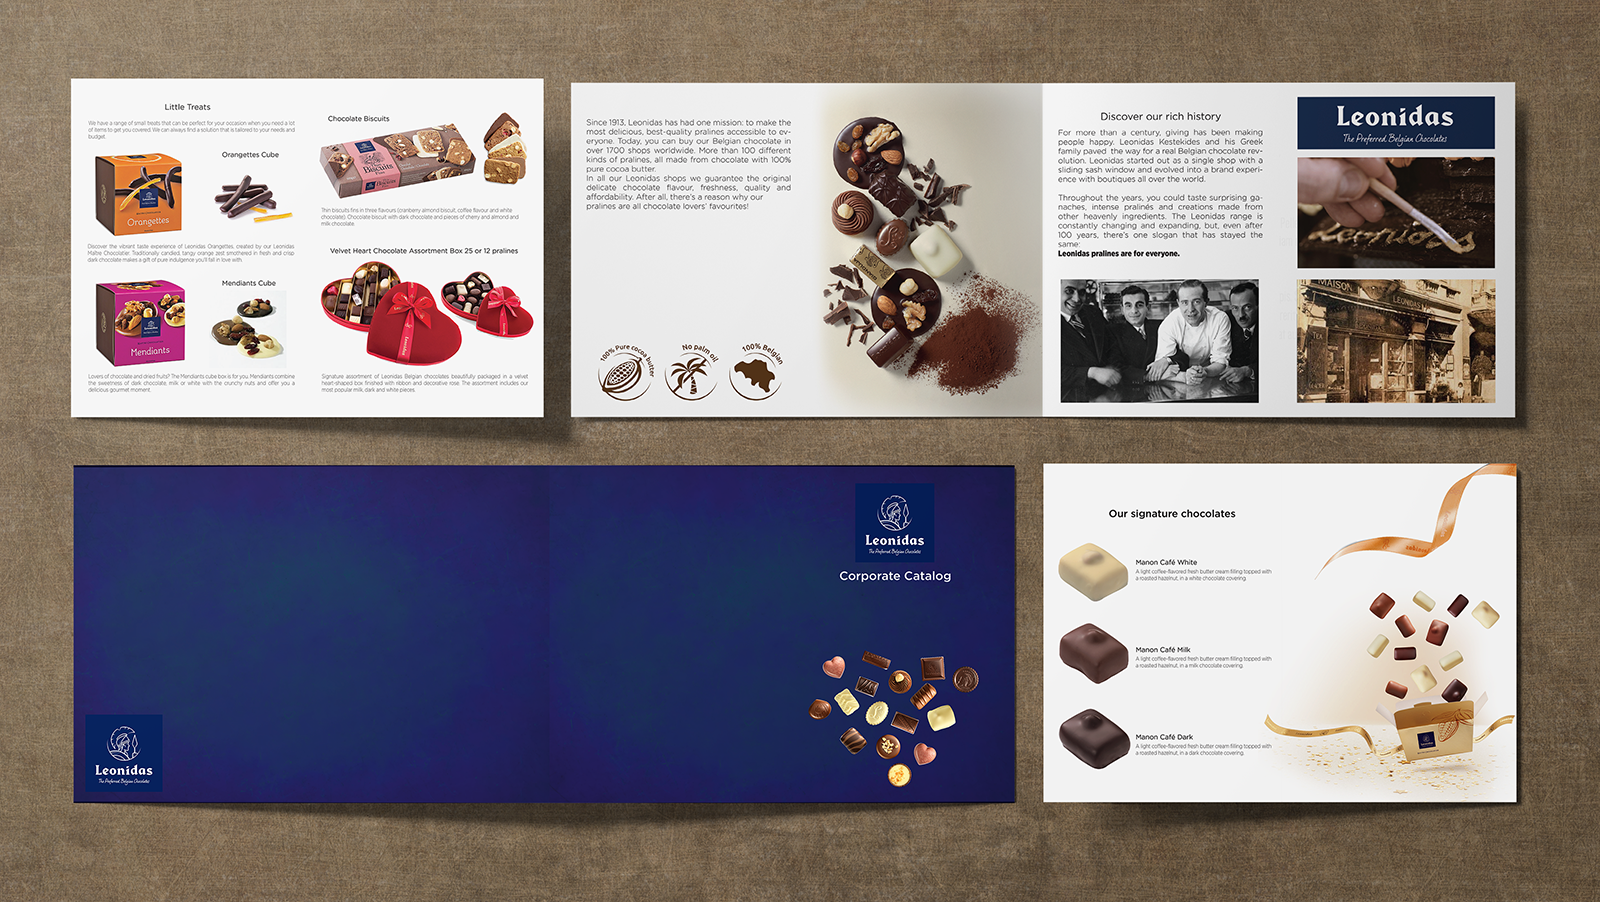 Little Treats
We have a range of small treats that can be perfect for your occasion when you need a lot
of items to get you covered. We can always find a solution that is tailored to your needs and
budget.
Orangettes Cube
Orangettes
Discover the vibrant taste experience of Leonidas Orangettes, created by our Leonidas
Maître Chocolatier. Traditionally candied, tangy orange zest smothered in fresh and crisp
dark chocolate makes a gift of pure indulgence you'll fall in love with.
Mendiants Cube
Mendiants
Lovers of chocolate and dried fruits? The Mendiants cube box is for you. Mendiants combine
the sweetness of dark chocolate, milk or white with the crunchy nuts and offer you a
delicious gourmet moment.
Chocolate Biscuits
Biscuits
Thin biscuits fins in three flavours (cranberry almond biscuit, coffee flavour and white
chocolate). Chocolate biscuit with dark chocolate and pieces of cherry and almond and
milk chocolate.
Velvet Heart Chocolate Assortment Box 25 or 12 pralines
Signature assortment of Leonidas Belgian chocolates beautifully packaged in a velvet
heart-shaped box finished with ribbon and decorative rose. The assortment includes our
most popular milk, dark and white pieces.
Since 1913, Leonidas has had one mission: to make the
most delicious, best-quality pralines accessible to ev-
eryone. Today, you can buy our Belgian chocolate in
over 1700 shops worldwide. More than 100 different
kinds of pralines, all made from chocolate with 100%
pure cocoa butter.
In all our Leonidas shops we guarantee the original
delicate chocolate flavour, freshness, quality and
affordability. After all, there's a reason why our
pralines are all chocolate lovers' favourites!
100% Pure cocoa butter
No palm oil
100% Belgian
Discover our rich history
For more than a century, giving has been making
people happy. Leonidas Kestekides and his Greek
family paved the way for a real Belgian chocolate rev-
olution. Leonidas started out as a single shop with a
sliding sash window and evolved into a brand experi-
ence with boutiques all over the world.
Throughout the years, you could taste surprising ga-
naches, intense pralinés and creations made from
other heavenly ingredients. The Leonidas range is
constantly changing and expanding, but, even after
100 years, there's one slogan that has stayed the
same:
Leonidas pralines are for everyone.
Leonidas
The Preferred Belgian Chocolates
MAISON
LEONIDAS
TEA
Leonidas
The Preferred Belgian Chocolates
Corporate Catalog
Leonidas
The Preferred Belgian Chocolates
Our signature chocolates
Manon Café White
A light coffee-flavored fresh butter cream filling topped with
a roasted hazelnut, in a white chocolate covering.
Manon Café Milk
A light coffee-flavored fresh butter cream filling topped with
a roasted hazelnut, in a milk chocolate covering.
Manon Café Dark
A light coffee-flavored fresh butter cream filling topped with
a roasted hazelnut, in a dark chocolate covering.